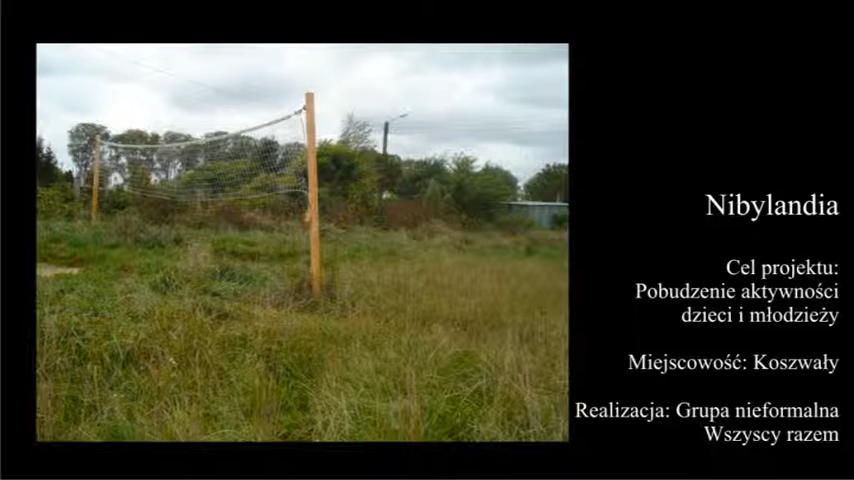 Nibylandia
Cel projektu:
Pobudzenie aktywności
dzieci i młodzieży
Miejscowość: Koszwały
Realizacja: Grupa nieformalna
Wszyscy razem